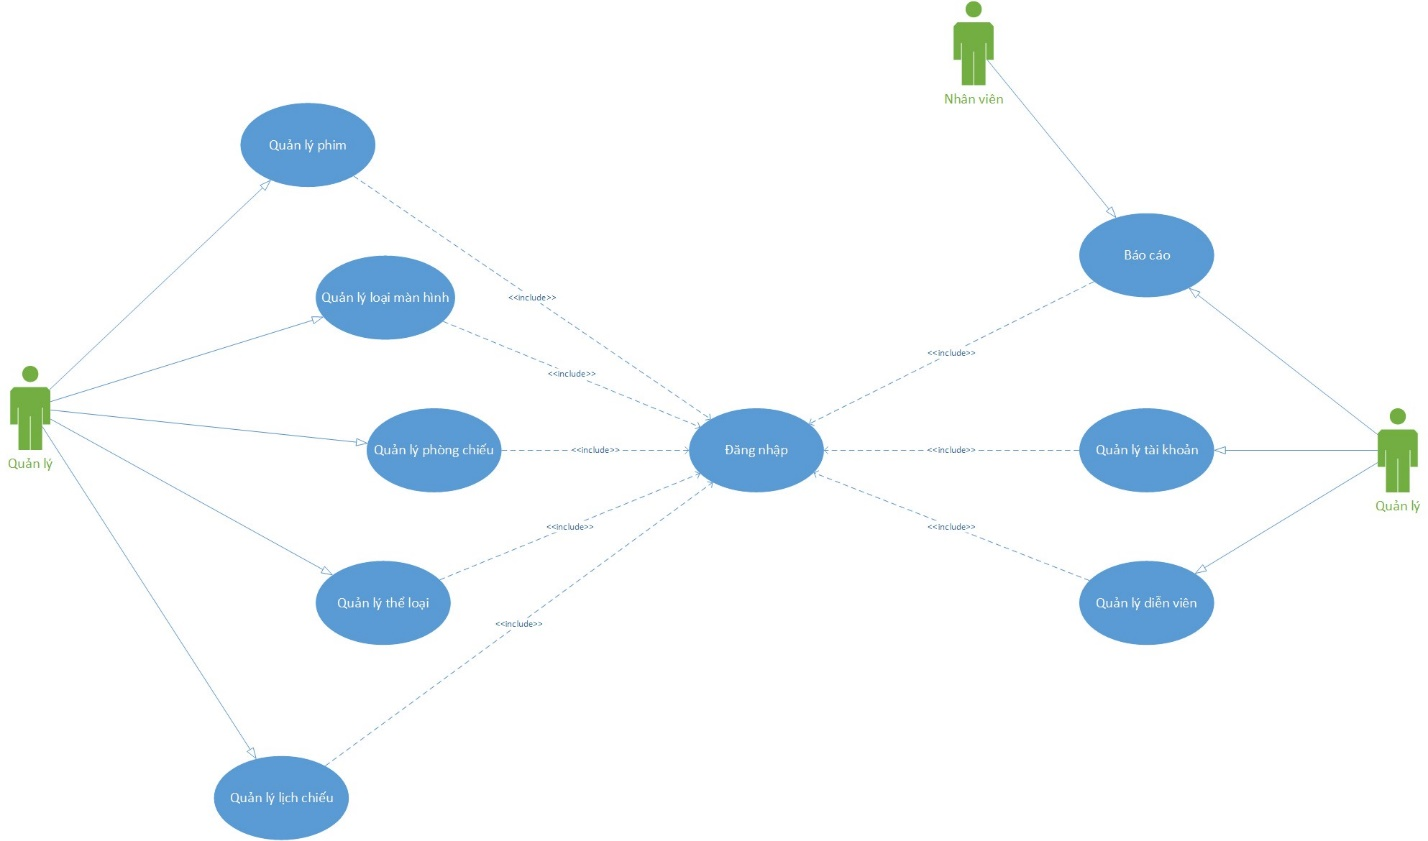 Nhân viên
Quản lý phim
Báo cáo
Quản lý loại màn hình
<<include>>
<<include>>
<<include>>
Quản lý
Quản lý phòng chiếu
<<include>>
Đăng nhập
<<include>>
Quản lý tài khoản
Quản lý
<<include>>
<<include>>
Quản lý thể loại
Quản lý diễn viên
<<include>>
Quản lý lịch chiếu